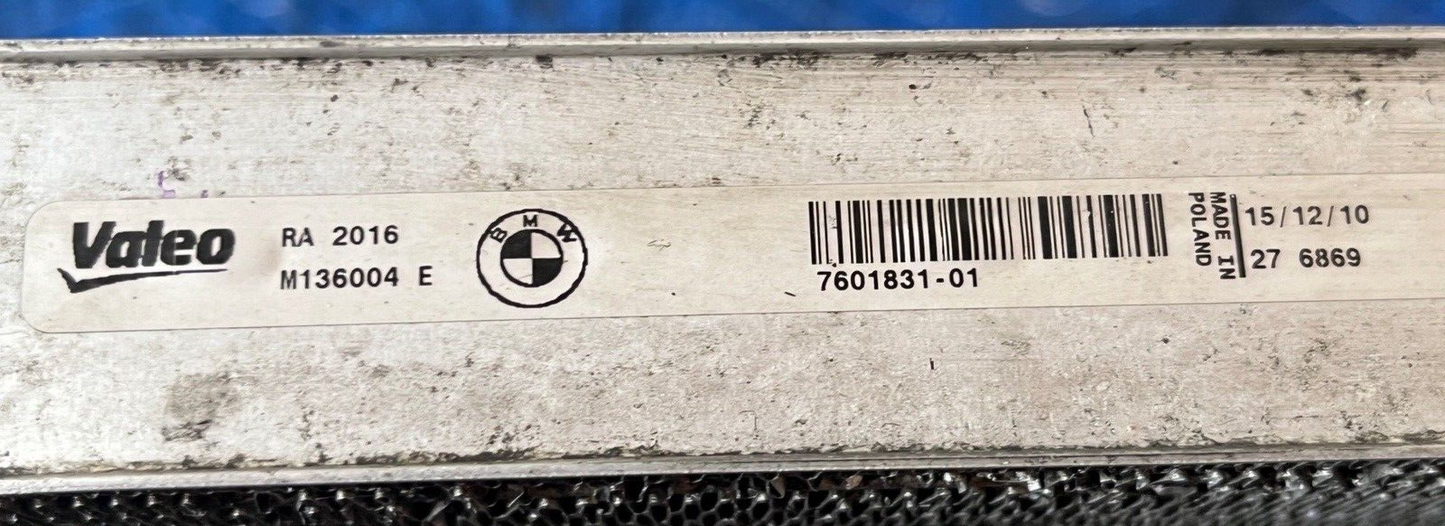 Valeo
RA 2016
M136004 E
BMW
7601831-01
MADE IN
POLAND
15/12/10
27 6869